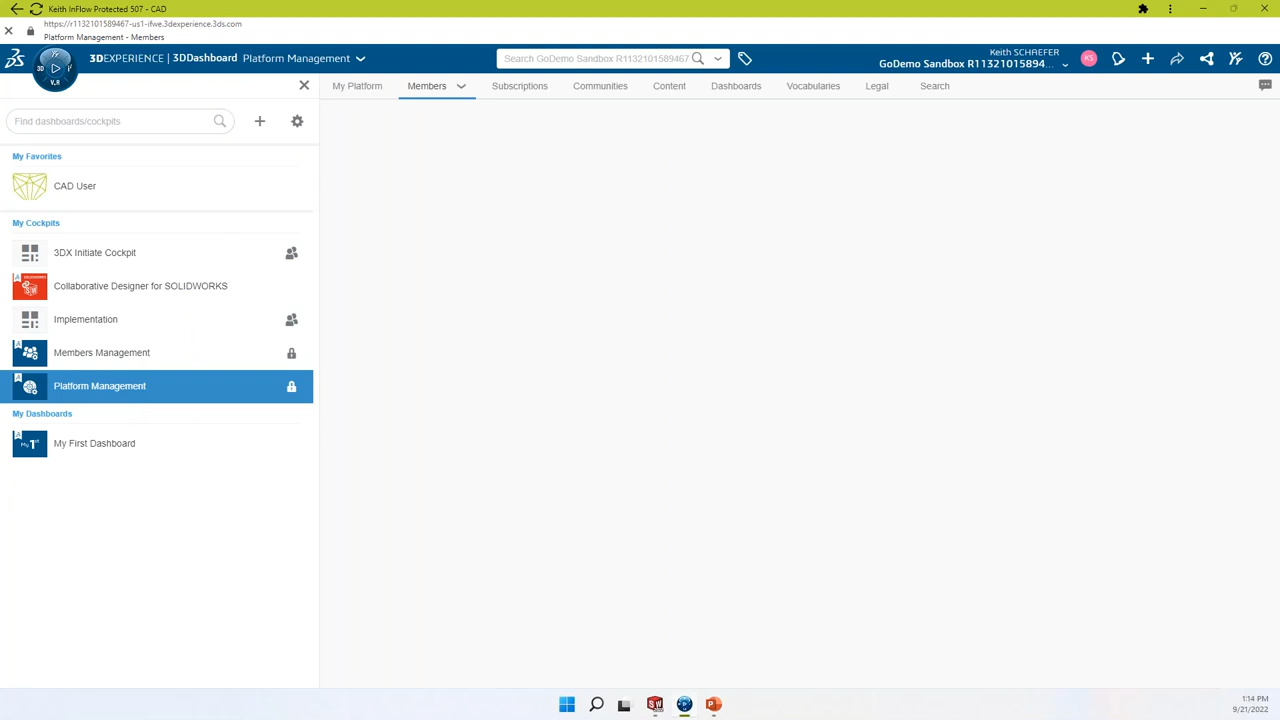 Keith InFlow Protected 507 - CAD
https://r1132101589467-us1-ifwe.3dexperience.3ds.com
Platform Management - Members
3DEXPERIENCE | 3DDashboard Platform Management
Search GoDemo Sandbox R1132101589467
Keith SCHAEFER
GoDemo Sandbox R11321015894...
KS
3D
V.R
My Platform
Members
Subscriptions
Communities
Content
Dashboards
Vocabularies
Legal
Search
Find dashboards/cockpits
My Favorites
CAD User
My Cockpits
3DX Initiate Cockpit
Collaborative Designer for SOLIDWORKS
Implementation
Members Management
Platform Management
My Dashboards
My 1st
My First Dashboard
1:14 PM
9/21/2022